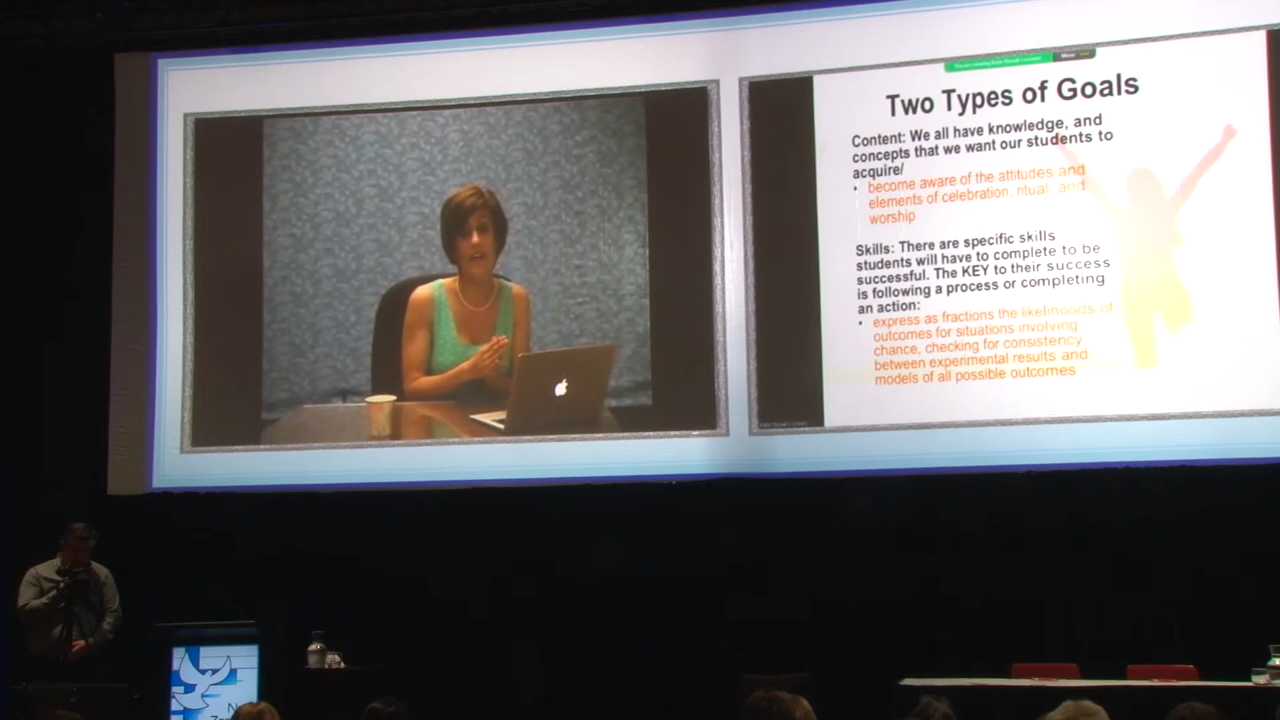 Two Types of Goals
Content: We all have knowledge, and
concepts that we want our students to
acquire/
• become aware of the attitudes and
elements of celebration, ritual and
worship
Skills: There are specific skills
students will have to complete to be
successful. The KEY to their success
is following a process or completing
an action:
• express as fractions the likelihoods of
outcomes for situations involving
chance, checking for consistency
between experimental results and
models of all possible outcomes